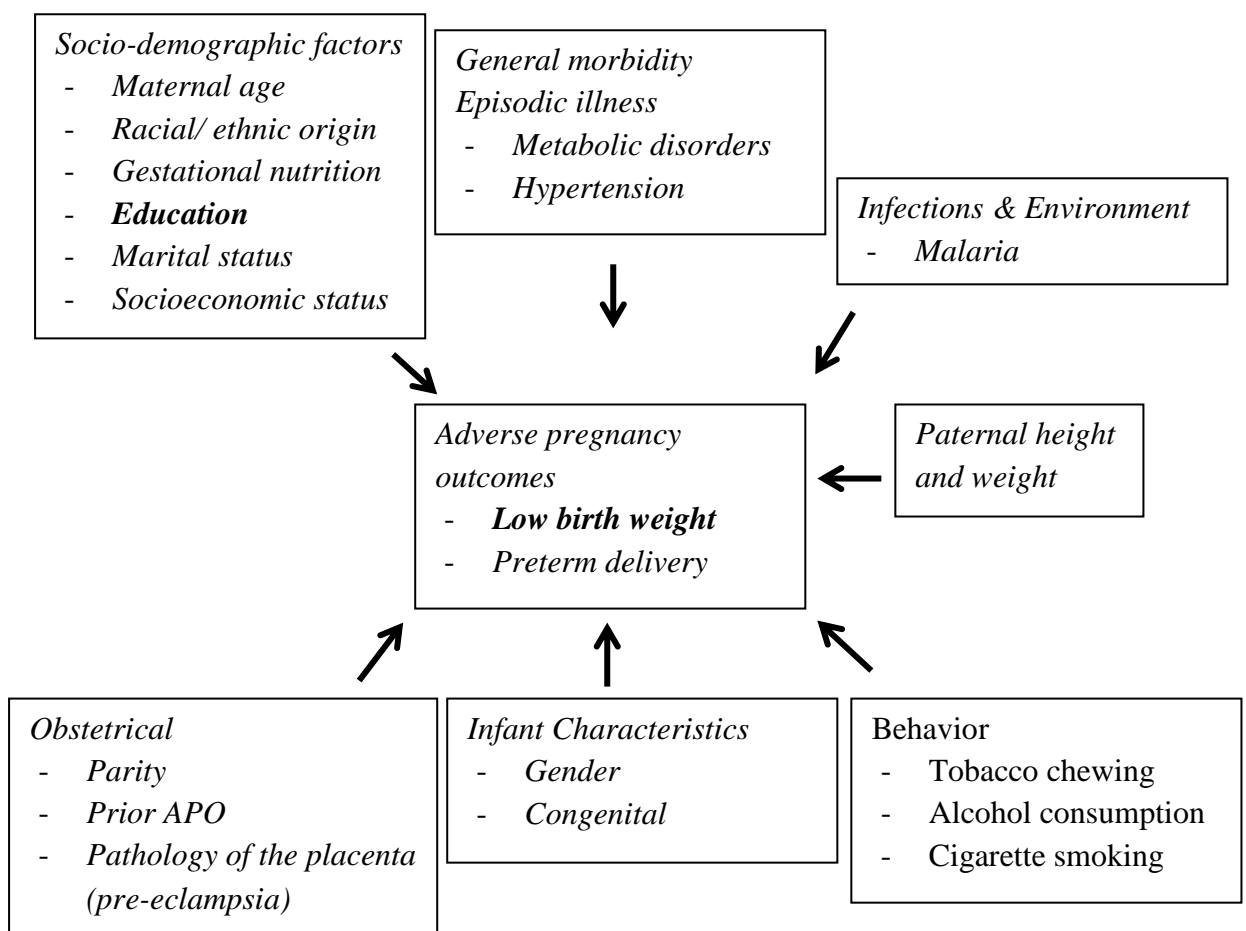 Socio-demographic factors
- Maternal age
- Racial/ ethnic origin
- Gestational nutrition
- Education
- Marital status
- Socioeconomic status
General morbidity
Episodic illness
- Metabolic disorders
- Hypertension
Infections & Environment
- Malaria
Adverse pregnancy
outcomes
- Low birth weight
- Preterm delivery
Paternal height
and weight
Obstetrical
- Parity
- Prior APO
- Pathology of the placenta
(pre-eclampsia)
Infant Characteristics
- Gender
- Congenital
Behavior
- Tobacco chewing
- Alcohol consumption
- Cigarette smoking